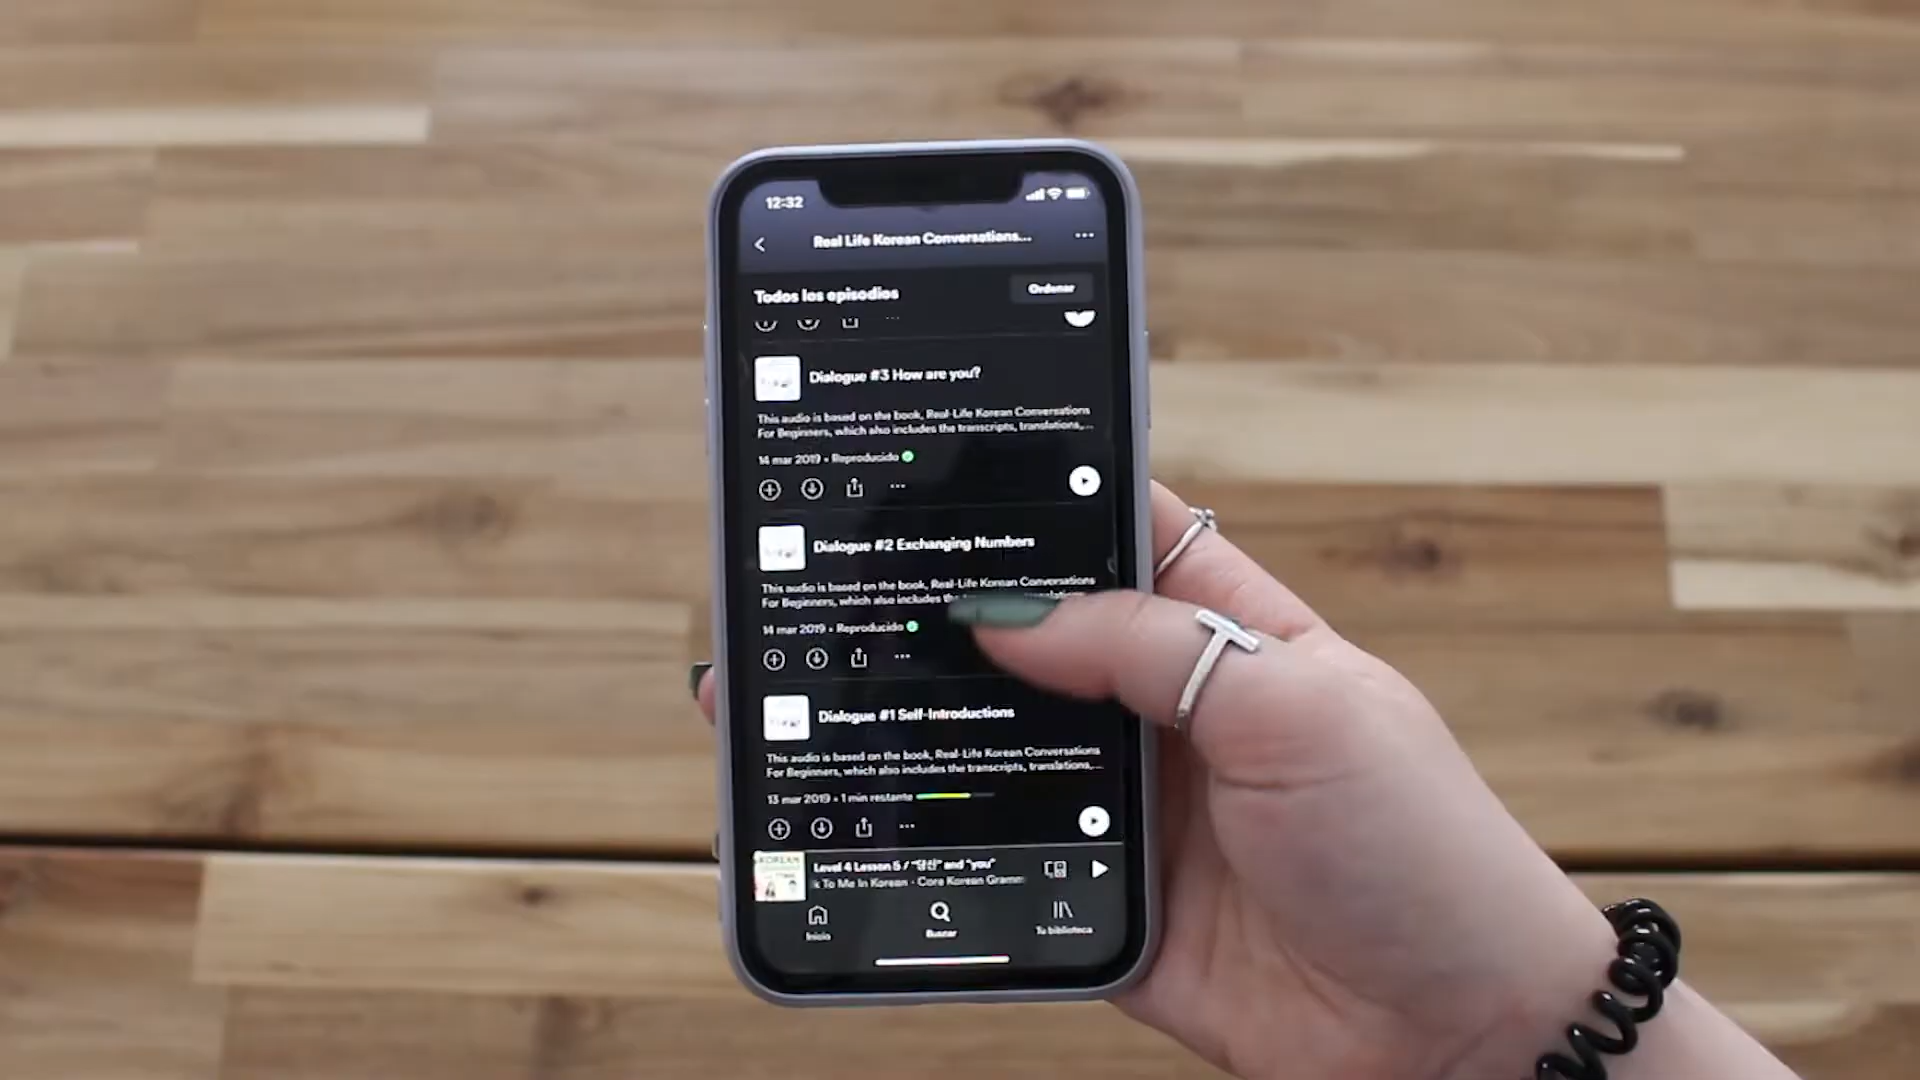 12:32
Real Life Korean Conversations...
Todos los episodios
Ordenar
Dialogue #3 How are you?
This audio is based on the book, Real-Life Korean Conversations
For Beginners, which also includes the transcripts, translations,...
14 mar 2019 • Reproducido
Dialogue #2 Exchanging Numbers
This audio is based on the book, Real-Life Korean Conversations
For Beginners, which also includes the translations,
14 mar 2019 • Reproducido
Dialogue #1 Self-Introductions
This audio is based on the book, Real-Life Korean Conversations
For Beginners, which also includes the transcripts, translations,...
13 mar 2019 • 1 min restante
KOREAN
Level 4 Lesson 5 / "당신" and "you"
k To Me In Korean - Core Korean Gramm
Inicio
Buscar
Tu biblioteca